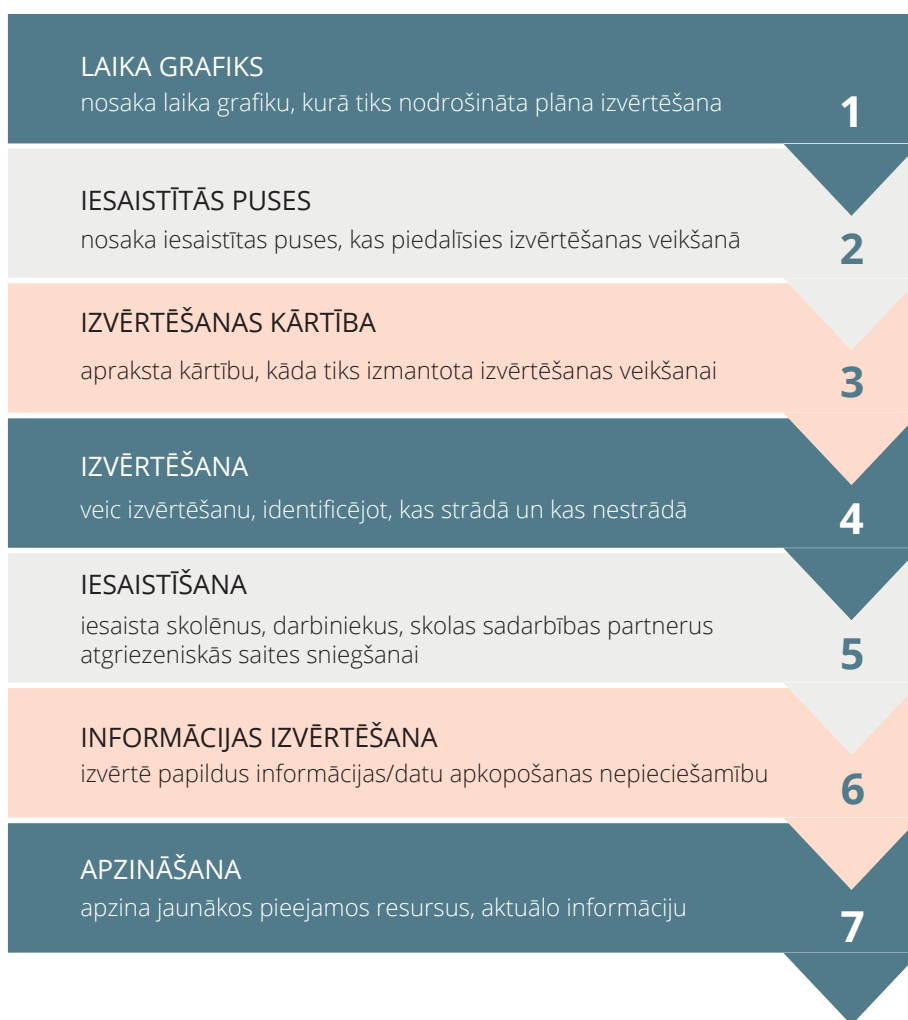 LAIKA GRAFIKS
nosaka laika grafiku, kurā tiks nodrošināta plāna izvērtēšana
1
IESAISTĪTĀS PUSES
nosaka iesaistītas puses, kas piedalīsies izvērtēšanas veikšanā
2
IZVĒRTĒŠANAS KĀRTĪBA
apraksta kārtību, kāda tiks izmantota izvērtēšanas veikšanai
3
IZVĒRTĒŠANA
veic izvērtēšanu, identificējot, kas strādā un kas nestrādā
4
IESAISTĪŠANA
iesaista skolēnus, darbiniekus, skolas sadarbības partnerus
atgriezeniskās saites sniegšanai
5
INFORMĀCIJAS IZVĒRTĒŠANA
izvērtē papildus informācijas/datu apkopošanas nepieciešamību
6
APZINĀŠANA
apzina jaunākos pieejamos resursus, aktuālo informāciju
7